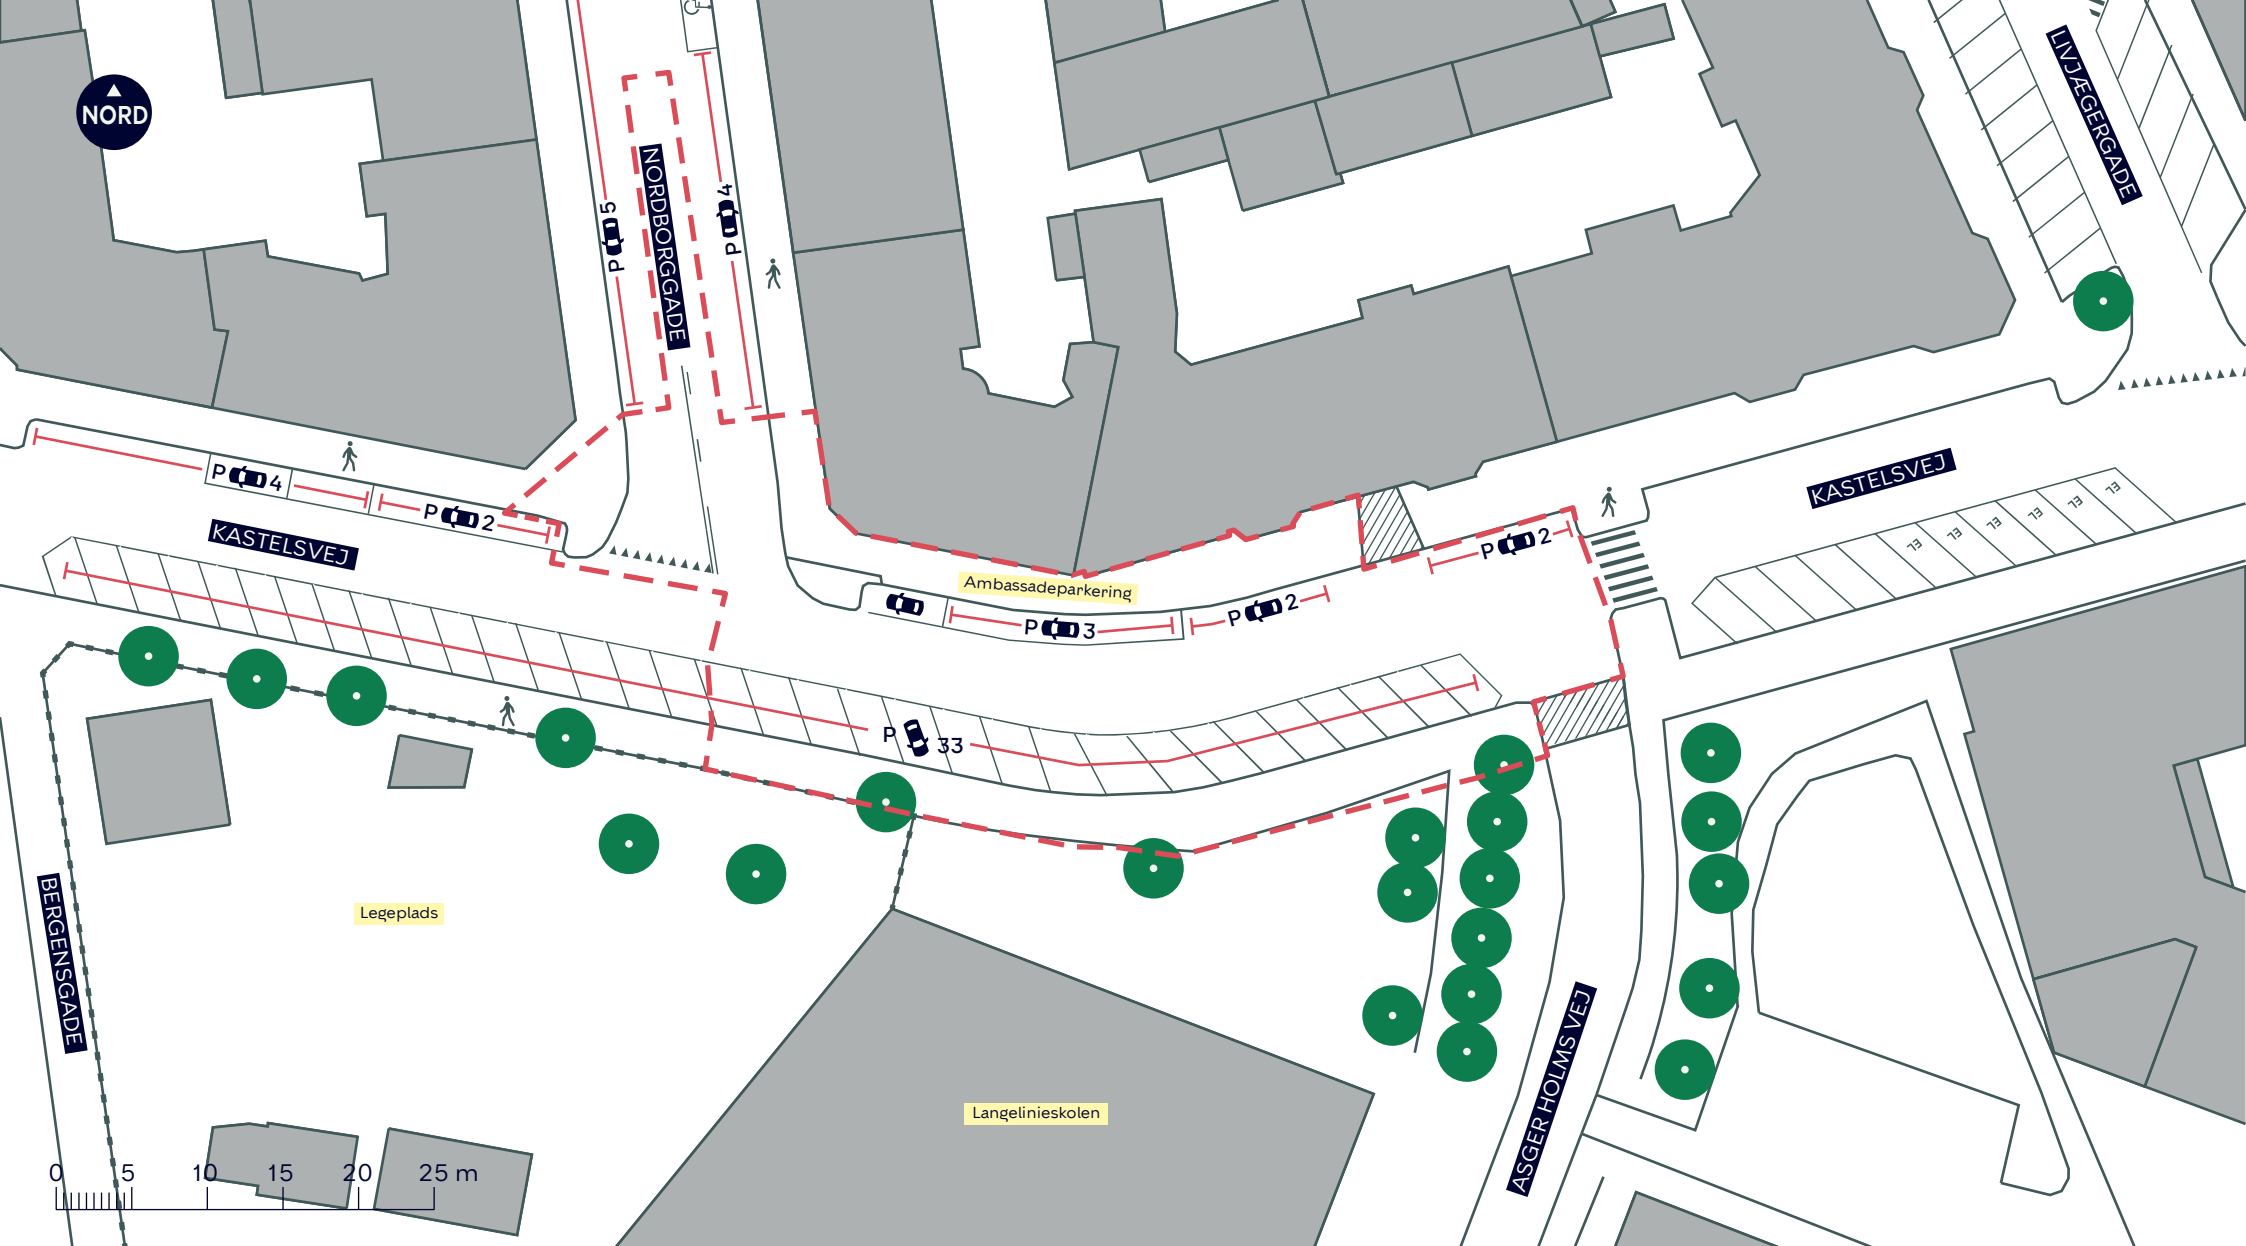 NORD
LIVJÆGERGADE
P 5
NORDBORGGADE
P 4
P 4
P 2
KASTELSVEJ
KASTELSVEJ
EL
EL
EL
EL
EL
EL
P 2
Ambassadeparkering
P 3
P 2
P 33
BERGENSGADE
Legeplads
Langelinieskolen
ASGER HOLMS VEJ
0 5 10 15 20 25 m